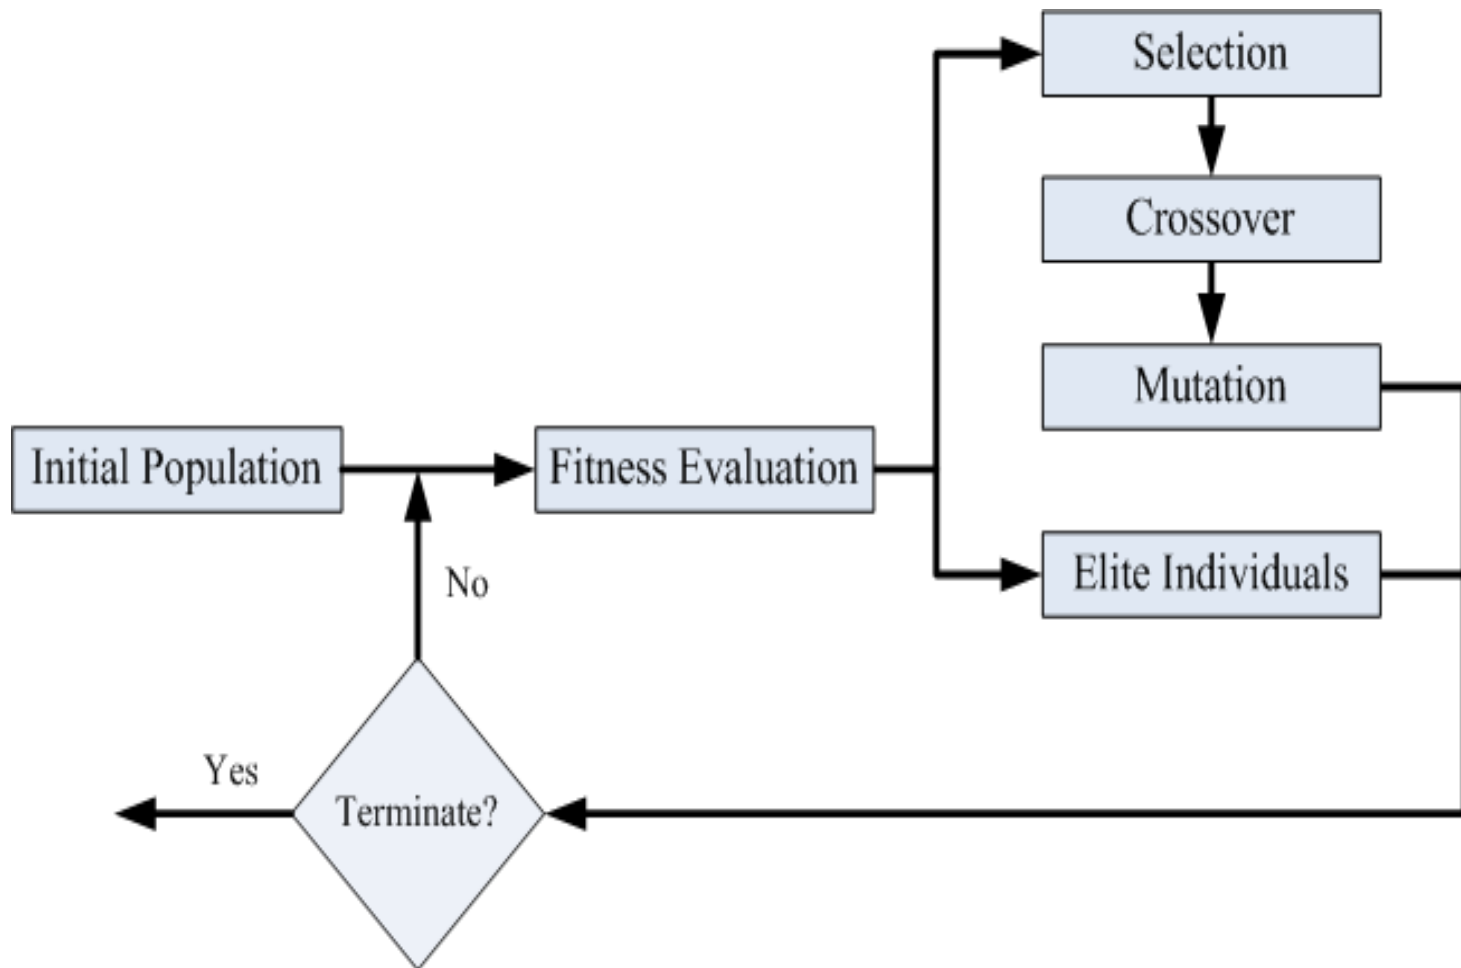 Selection
Crossover
Mutation
Initial Population
Fitness Evaluation
Elite Individuals
No
Yes
Terminate?